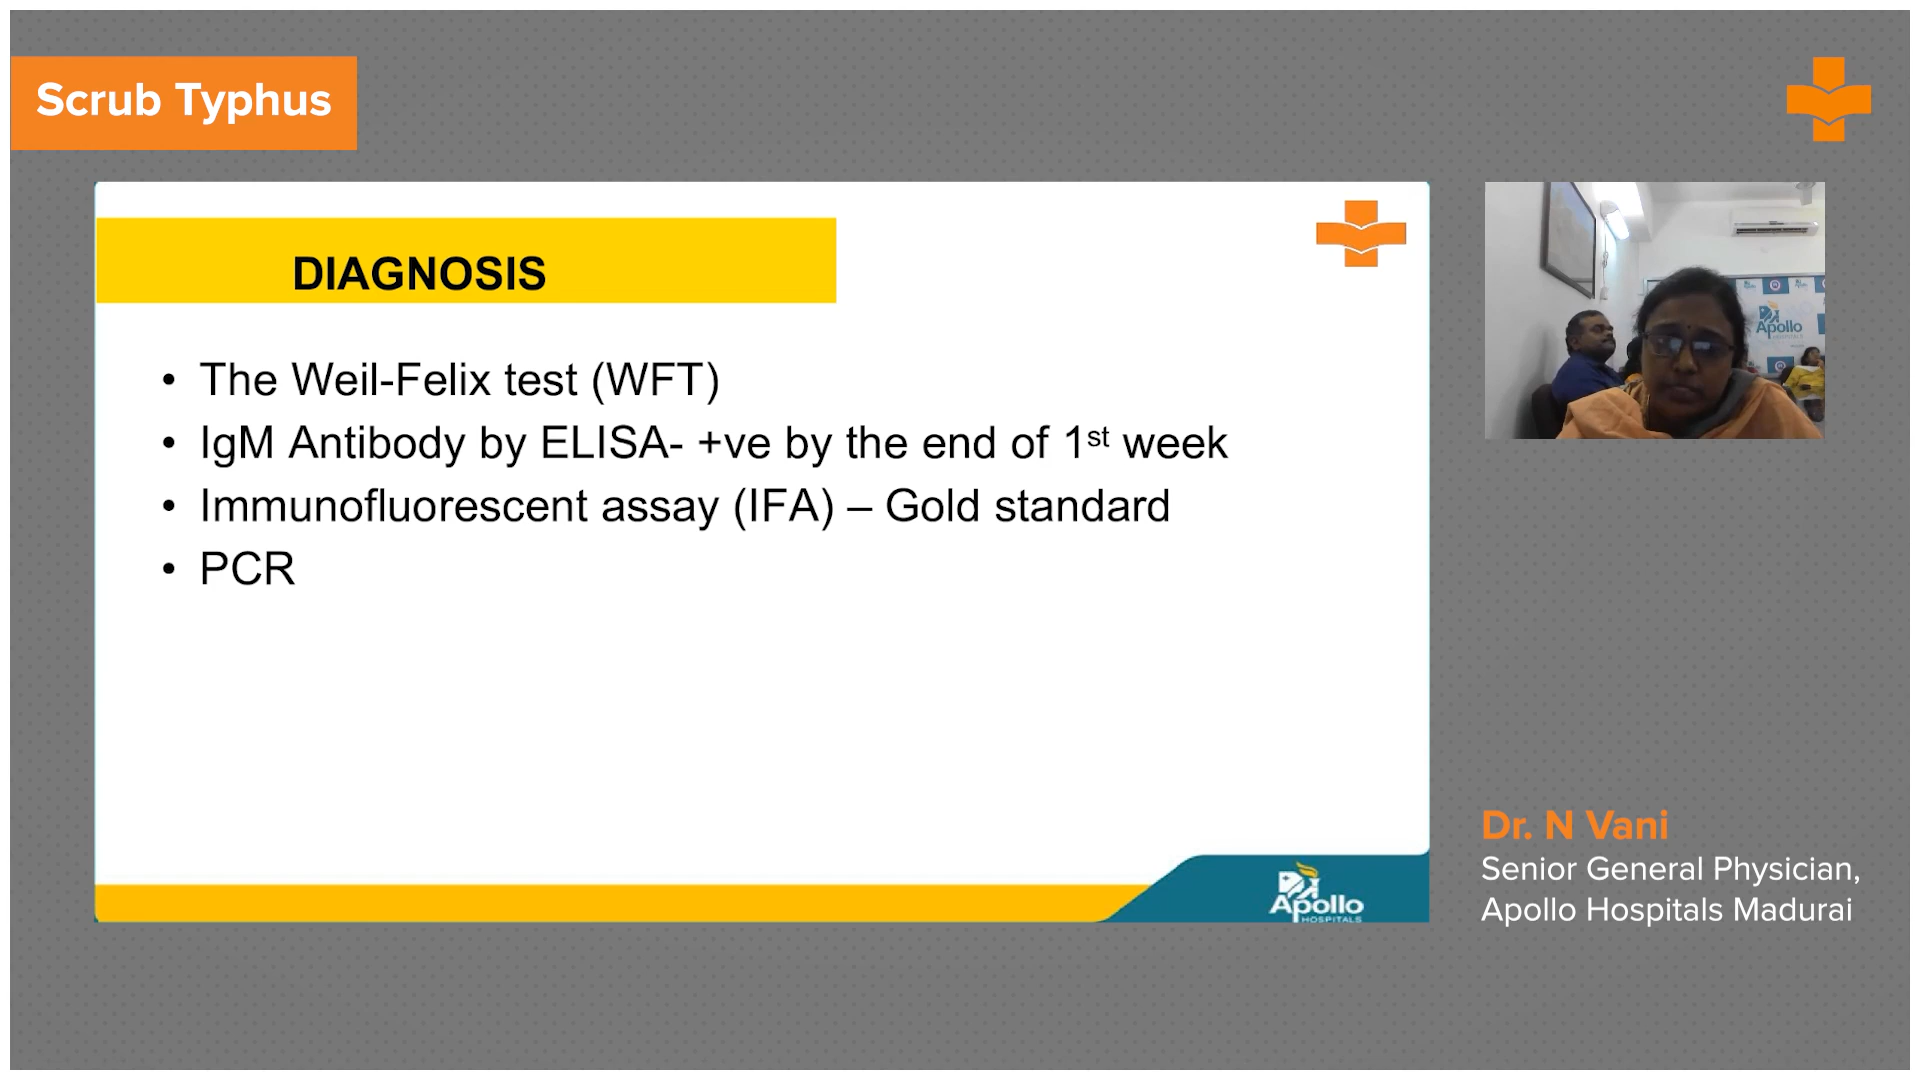 Scrub Typhus
DIAGNOSIS
• The Weil-Felix test (WFT)
• IgM Antibody by ELISA- +ve by the end of 1st week
• Immunofluorescent assay (IFA) – Gold standard
• PCR
Apollo
HOSPITALS
Apollo
Dr. N Vani
Senior General Physician,
Apollo Hospitals Madurai